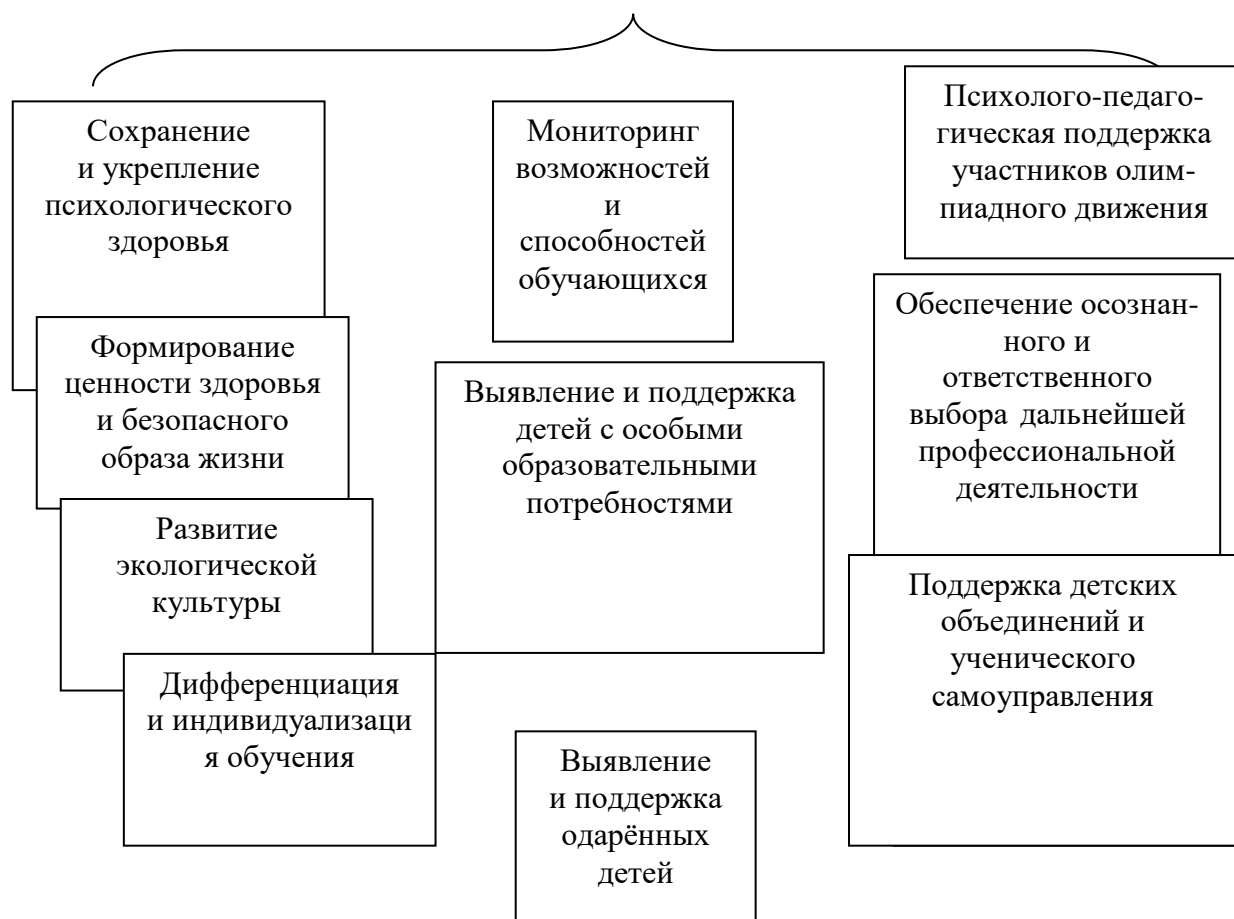 Сохранение
и укрепление
психологического
здоровья
Формирование
ценности здоровья
и безопасного
образа жизни
Развитие
экологической
культуры
Дифференциация
и индивидуализаци
я обучения
Мониторинг
возможностей
и
способностей
обучающихся
Выявление и поддержка
детей с особыми
образовательными
потребностями
Выявление
и поддержка
одарённых
детей
Психолого-педаго-
гическая поддержка
участников олим-
пиадного движения
Обеспечение осознан-
ного и
ответственного
выбора дальнейшей
профессиональной
деятельности
Поддержка детских
объединений и
ученического
самоуправления